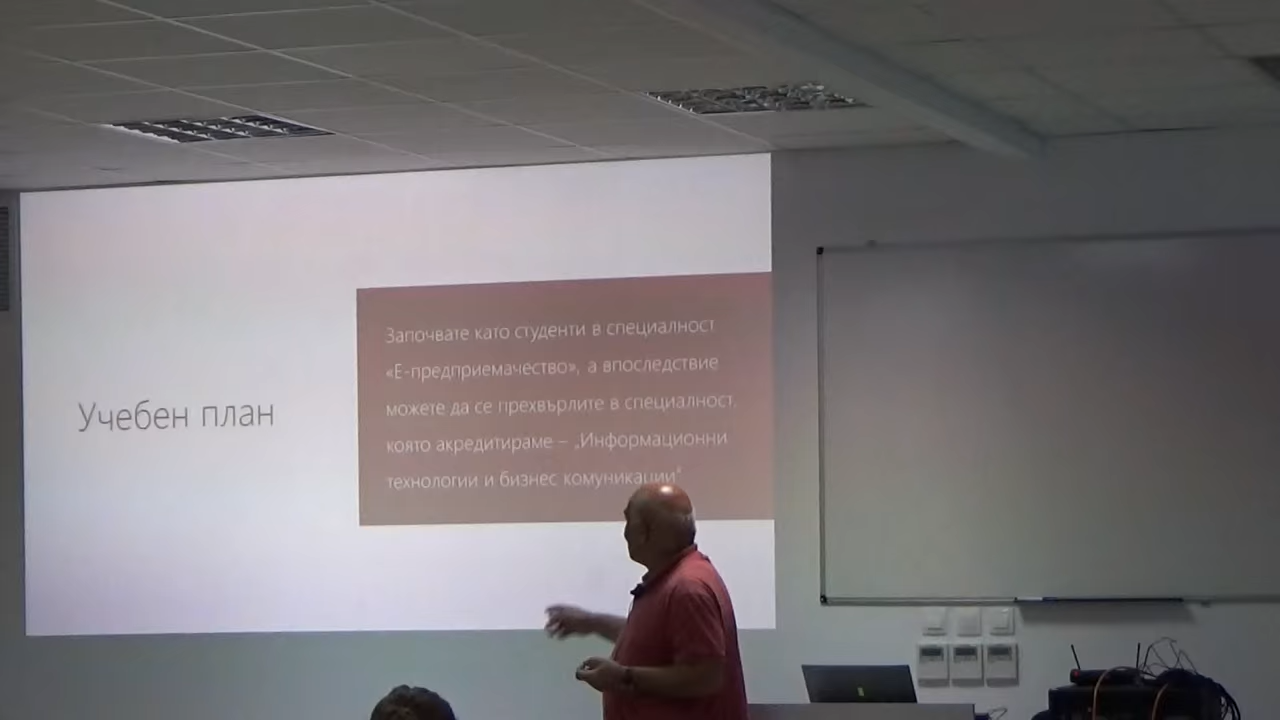 Учебен план
Започвате като студенти в специалност
«Е-предприемачество», а впоследствие
можете да се прехвърлите в специалност,
която акредитираме – „Информационни
технологии и бизнес комуникации“